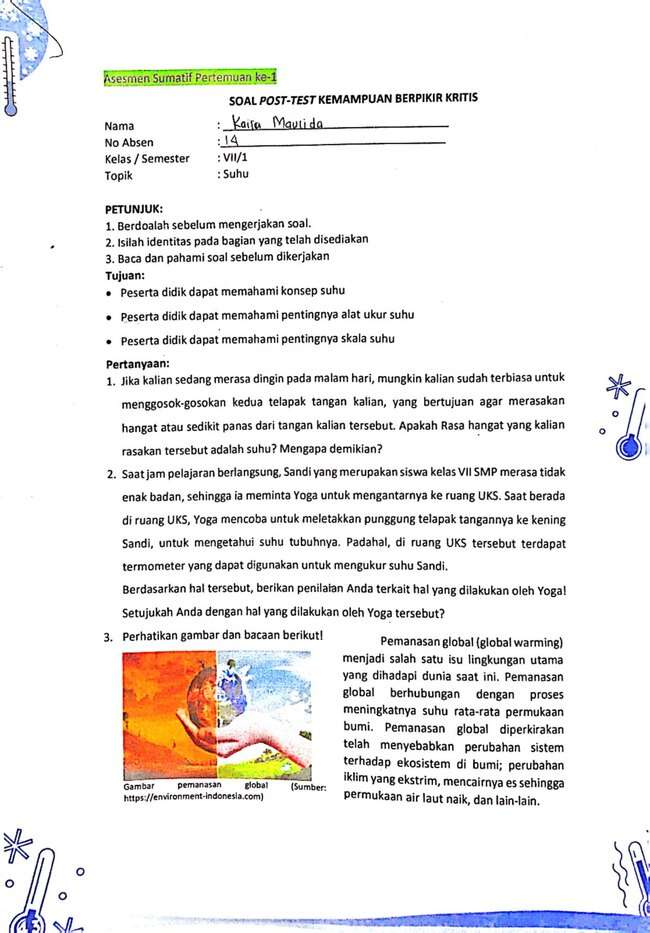 Asesmen Sumatif Pertemuan ke-1
SOAL POST-TEST KEMAMPUAN BERPIKIR KRITIS
Nama : Kaira Maulida
No Absen : 14
Kelas / Semester : VII/1
Topik : Suhu
PETUNJUK:
1. Berdoalah sebelum mengerjakan soal.
2. Isilah identitas pada bagian yang telah disediakan
3. Baca dan pahami soal sebelum dikerjakan
Tujuan:
• Peserta didik dapat memahami konsep suhu
• Peserta didik dapat memahami pentingnya alat ukur suhu
• Peserta didik dapat memahami pentingnya skala suhu
Pertanyaan:
1. Jika kalian sedang merasa dingin pada malam hari, mungkin kalian sudah terbiasa untuk
menggosok-gosokan kedua telapak tangan kalian, yang bertujuan agar merasakan
hangat atau sedikit panas dari tangan kalian tersebut. Apakah Rasa hangat yang kalian
rasakan tersebut adalah suhu? Mengapa demikian?
2. Saat jam pelajaran berlangsung, Sandi yang merupakan siswa kelas VII SMP merasa tidak
enak badan, sehingga ia meminta Yoga untuk mengantarnya ke ruang UKS. Saat berada
di ruang UKS, Yoga mencoba untuk meletakkan punggung telapak tangannya ke kening
Sandi, untuk mengetahui suhu tubuhnya. Padahal, di ruang UKS tersebut terdapat
termometer yang dapat digunakan untuk mengukur suhu Sandi.
Berdasarkan hal tersebut, berikan penilaian Anda terkait hal yang dilakukan oleh Yoga!
Setujukah Anda dengan hal yang dilakukan oleh Yoga tersebut?
3. Perhatikan gambar dan bacaan berikut!
Gambar pemanasan global (Sumber:
https://environment-indonesia.com)
Pemanasan global (global warming)
menjadi salah satu isu lingkungan utama
yang dihadapi dunia saat ini. Pemanasan
global berhubungan dengan proses
meningkatnya suhu rata-rata permukaan
bumi. Pemanasan global diperkirakan
telah menyebabkan perubahan sistem
terhadap ekosistem di bumi; perubahan
iklim yang ekstrim, mencairnya es sehingga
permukaan air laut naik, dan lain-lain.